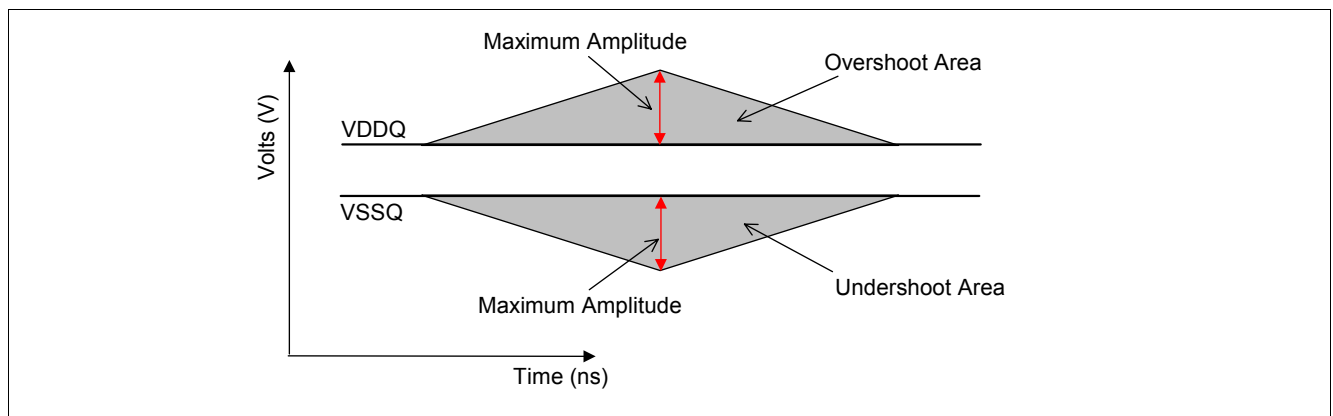 Maximum Amplitude
Overshoot Area
Volts (V)
VDDQ
VSSQ
Undershoot Area
Maximum Amplitude
Time (ns)